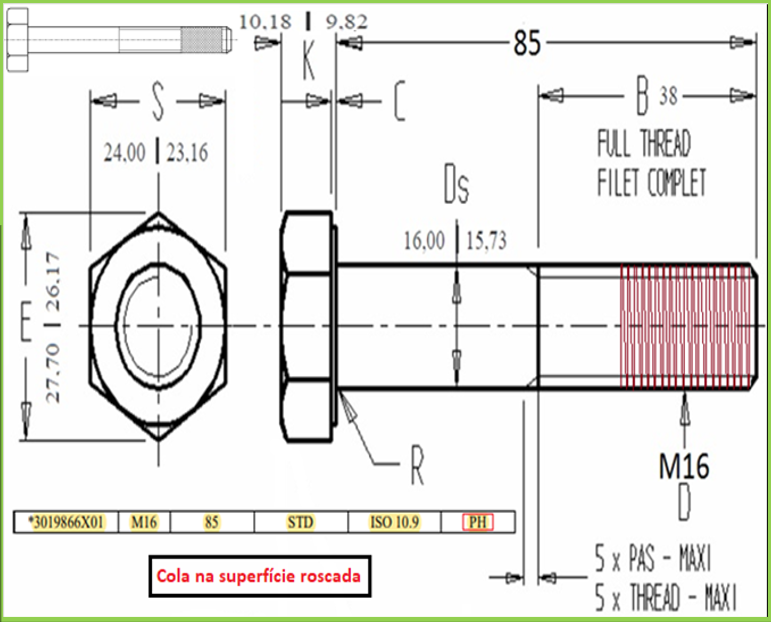 10,18 | 9,82
K
85
C
B 38
FULL THREAD
FILET COMPLET
S
24,00 | 23,16
Ds
16,00 | 15,73
E
27,70 | 26,17
R
M16
D
*3019866X01 M16 85 STD ISO 10.9 PH
Cola na superfície roscada
5 x PAS - MAXI
5 x THREAD - MAXI